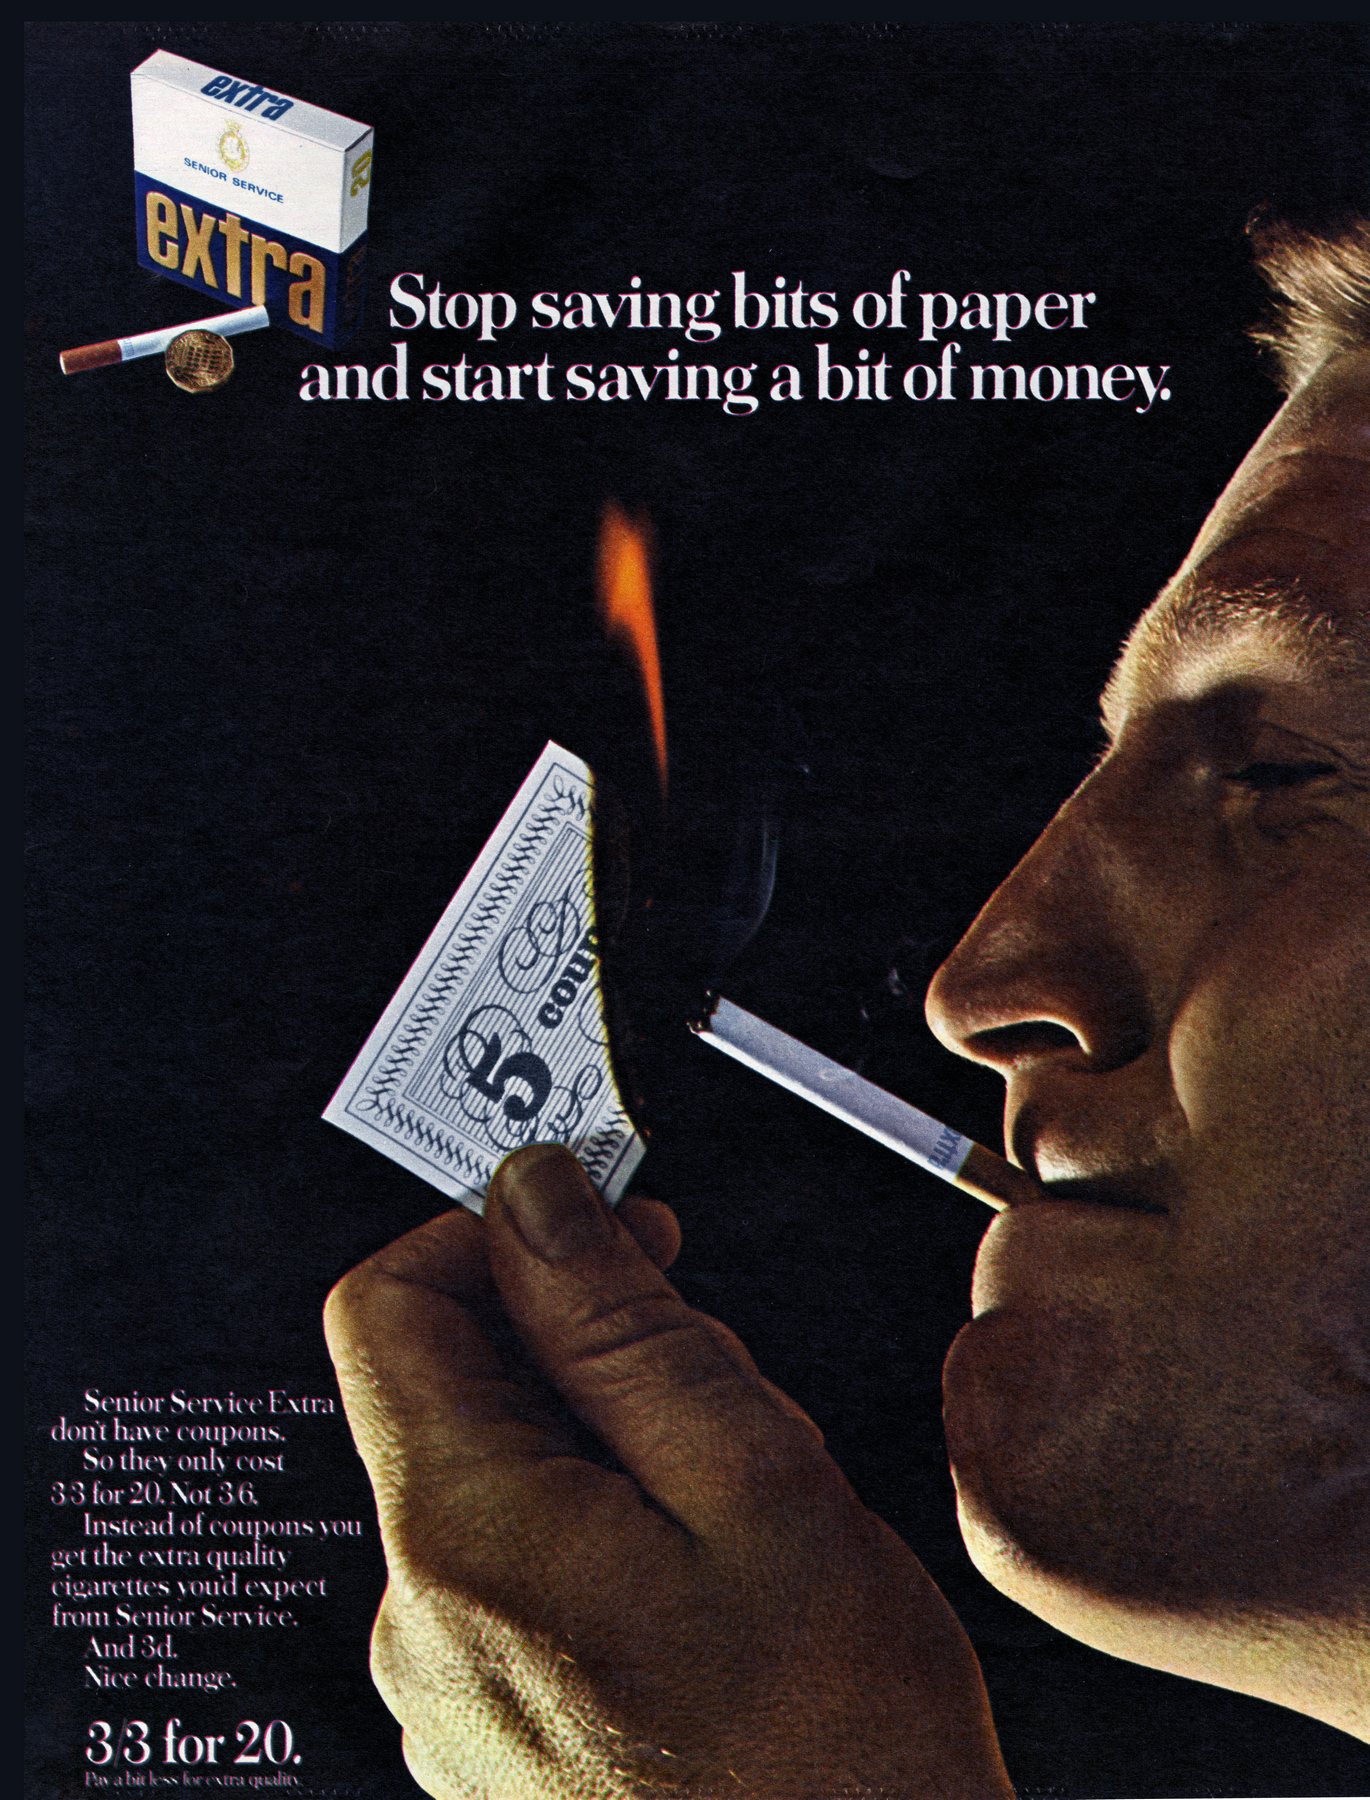 extra
SENIOR SERVICE
extra
20
Stop saving bits of paper
and start saving a bit of money.
5
coup
EXTRA
Senior Service Extra
don't have coupons.
So they only cost
3/3 for 20. Not 3/6.
Instead of coupons you
get the extra quality
cigarettes you'd expect
from Senior Service.
And 3d.
Nice change.
3/3 for 20.
Pay a bit less for extra quality.